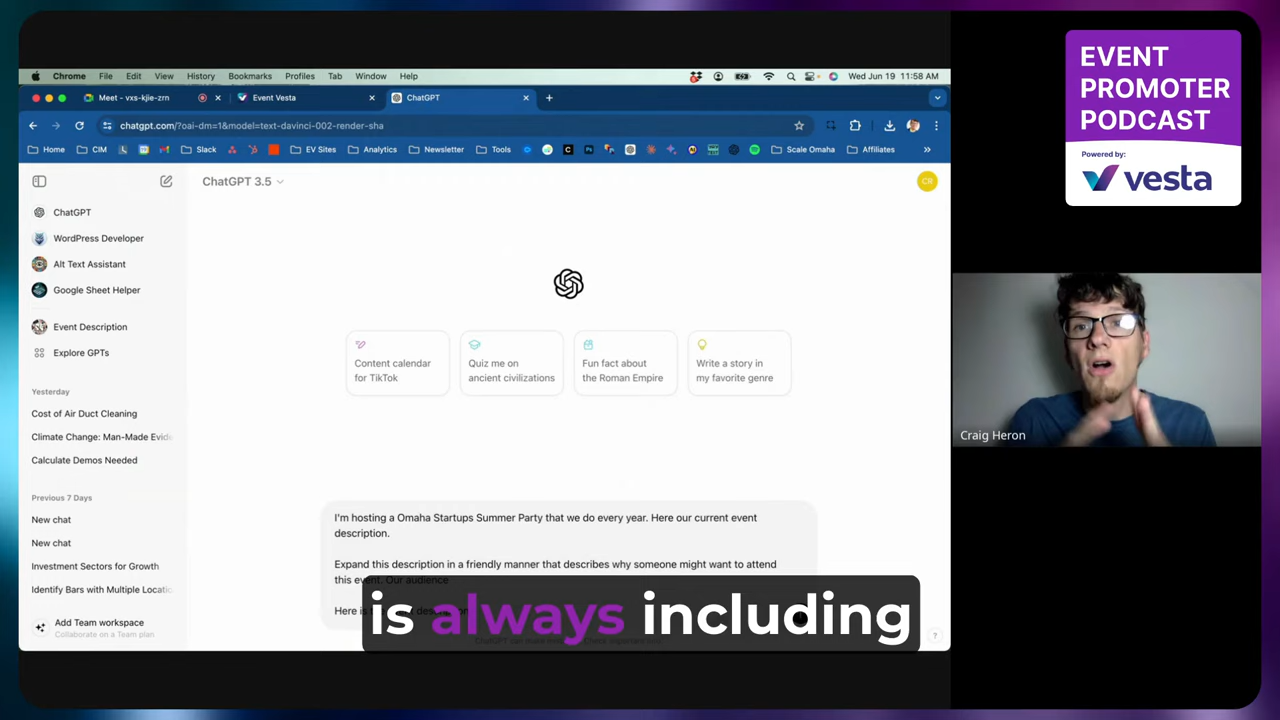 Chrome File Edit View History Bookmarks Profiles Tab Window Help Wed Jun 19 11:58 AM
Meet - vxs-kjie-zrn Event Vesta ChatGPT
chatgpt.com/?oai-dm=1&model=text-davinci-002-render-sha
Home CIM Slack EV Sites Analytics Newsletter Tools Scale Omaha Affiliates
ChatGPT 3.5
CR
ChatGPT
WordPress Developer
Alt Text Assistant
Google Sheet Helper
Event Description
Explore GPTs
Yesterday
Cost of Air Duct Cleaning
Climate Change: Man-Made Evid
Calculate Demos Needed
Previous 7 Days
New chat
New chat
Investment Sectors for Growth
Identify Bars with Multiple Locatio
Add Team workspace
Collaborate on a Team plan
Content calendar
for TikTok
Quiz me on
ancient civilizations
Fun fact about
the Roman Empire
Write a story in
my favorite genre
I'm hosting a Omaha Startups Summer Party that we do every year. Here our current event
description.
Expand this description in a friendly manner that describes why someone might want to attend
this event. Our audience
Here is
?
is always including
EVENT
PROMOTER
PODCAST
Powered by:
vesta
Craig Heron